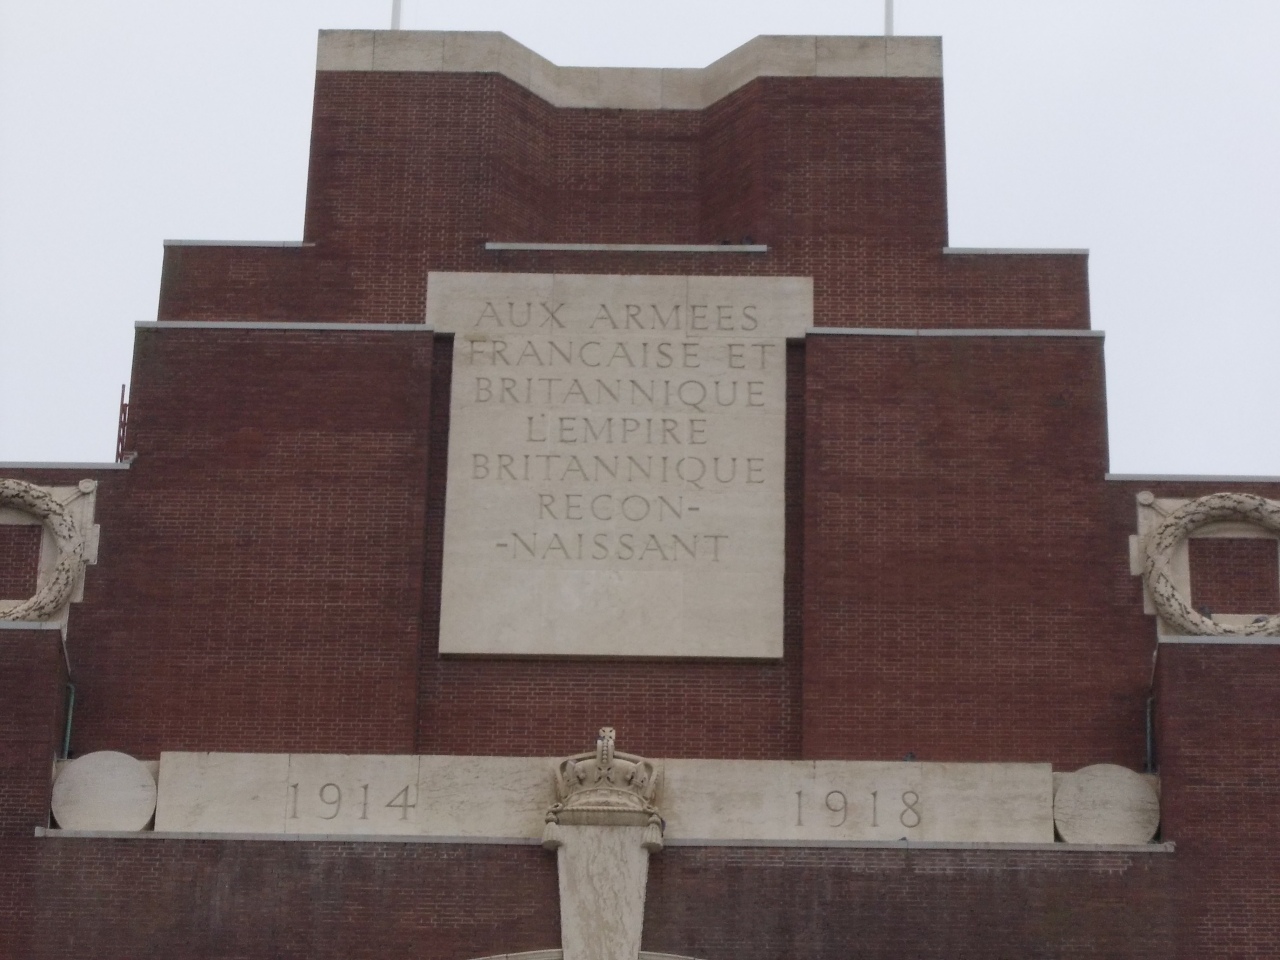 AUX ARMEES
FRANCAISE ET
BRITANNIQUE
L'EMPIRE
BRITANNIQUE
RECON-
-NAISSANT
1914 1918